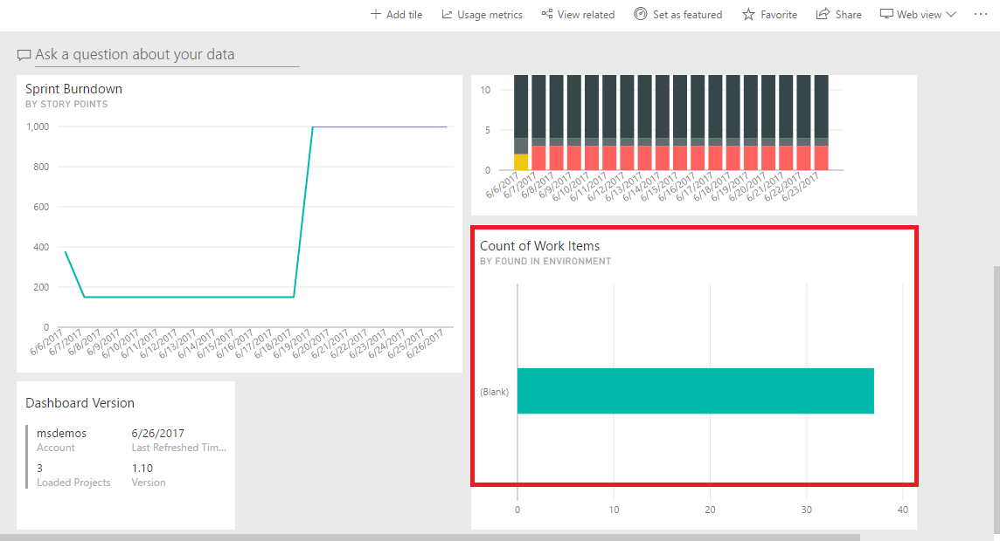 Add tile Usage metrics View related Set as featured Favorite Share Web view ...
Ask a question about your data
Sprint Burndown
BY STORY POINTS
1,000
800
600
400
200
0
6/6/2017 6/7/2017 6/8/2017 6/9/2017 6/10/2017 6/11/2017 6/12/2017 6/13/2017 6/14/2017 6/15/2017 6/16/2017 6/17/2017 6/18/2017 6/19/2017 6/20/2017 6/21/2017 6/22/2017 6/23/2017 6/24/2017 6/25/2017 6/26/2017
10
5
0
6/6/2017 6/7/2017 6/8/2017 6/9/2017 6/10/2017 6/11/2017 6/12/2017 6/13/2017 6/14/2017 6/15/2017 6/16/2017 6/17/2017 6/18/2017 6/19/2017 6/20/2017 6/21/2017 6/22/2017 6/23/2017
Count of Work Items
BY FOUND IN ENVIRONMENT
(Blank)
0 10 20 30 40
Dashboard Version
msdemos 6/26/2017
Account Last Refreshed Tim...
3 1.10
Loaded Projects Version